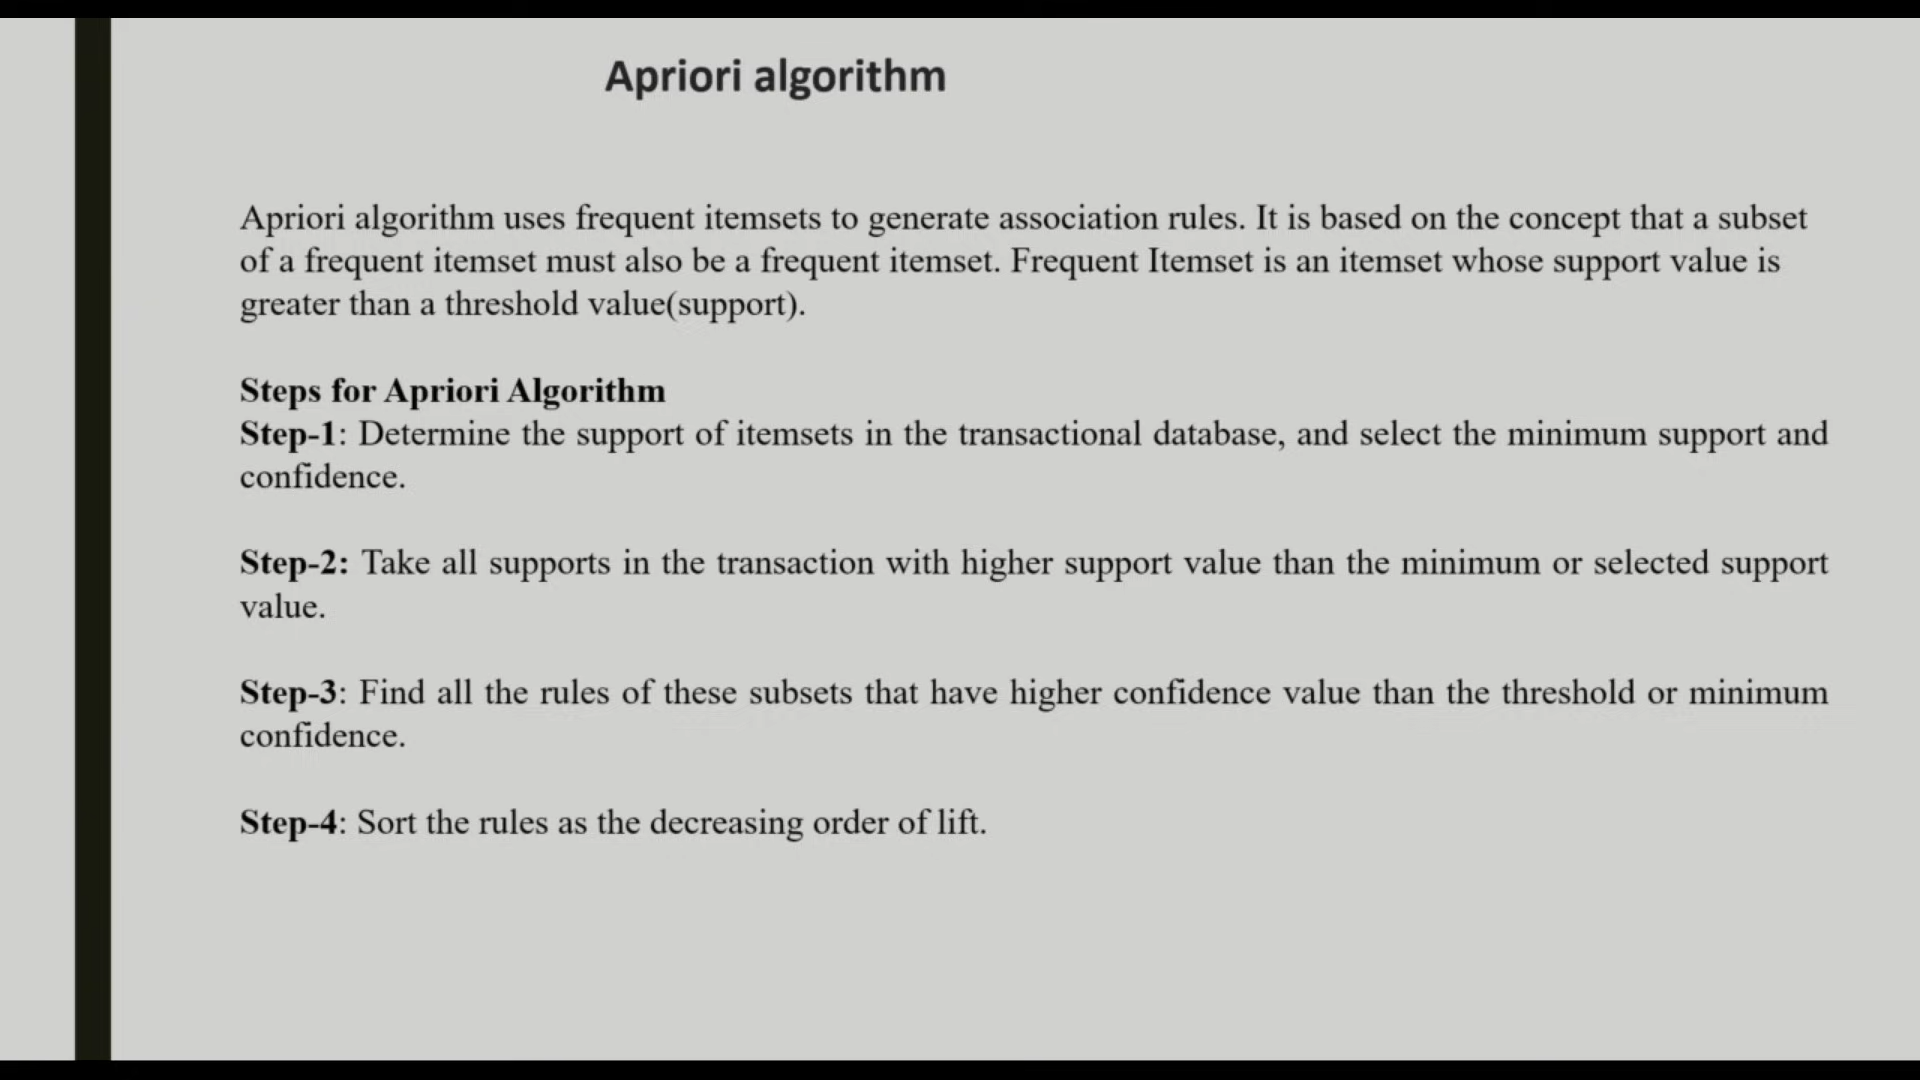 Apriori algorithm
Apriori algorithm uses frequent itemsets to generate association rules. It is based on the concept that a subset
of a frequent itemset must also be a frequent itemset. Frequent Itemset is an itemset whose support value is
greater than a threshold value(support).
Steps for Apriori Algorithm
Step-1: Determine the support of itemsets in the transactional database, and select the minimum support and
confidence.
Step-2: Take all supports in the transaction with higher support value than the minimum or selected support
value.
Step-3: Find all the rules of these subsets that have higher confidence value than the threshold or minimum
confidence.
Step-4: Sort the rules as the decreasing order of lift.